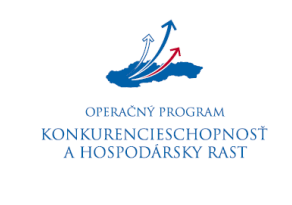 OPERAČNÝ PROGRAM
KONKURENCIESCHOPNOSŤ
A HOSPODÁRSKY RAST